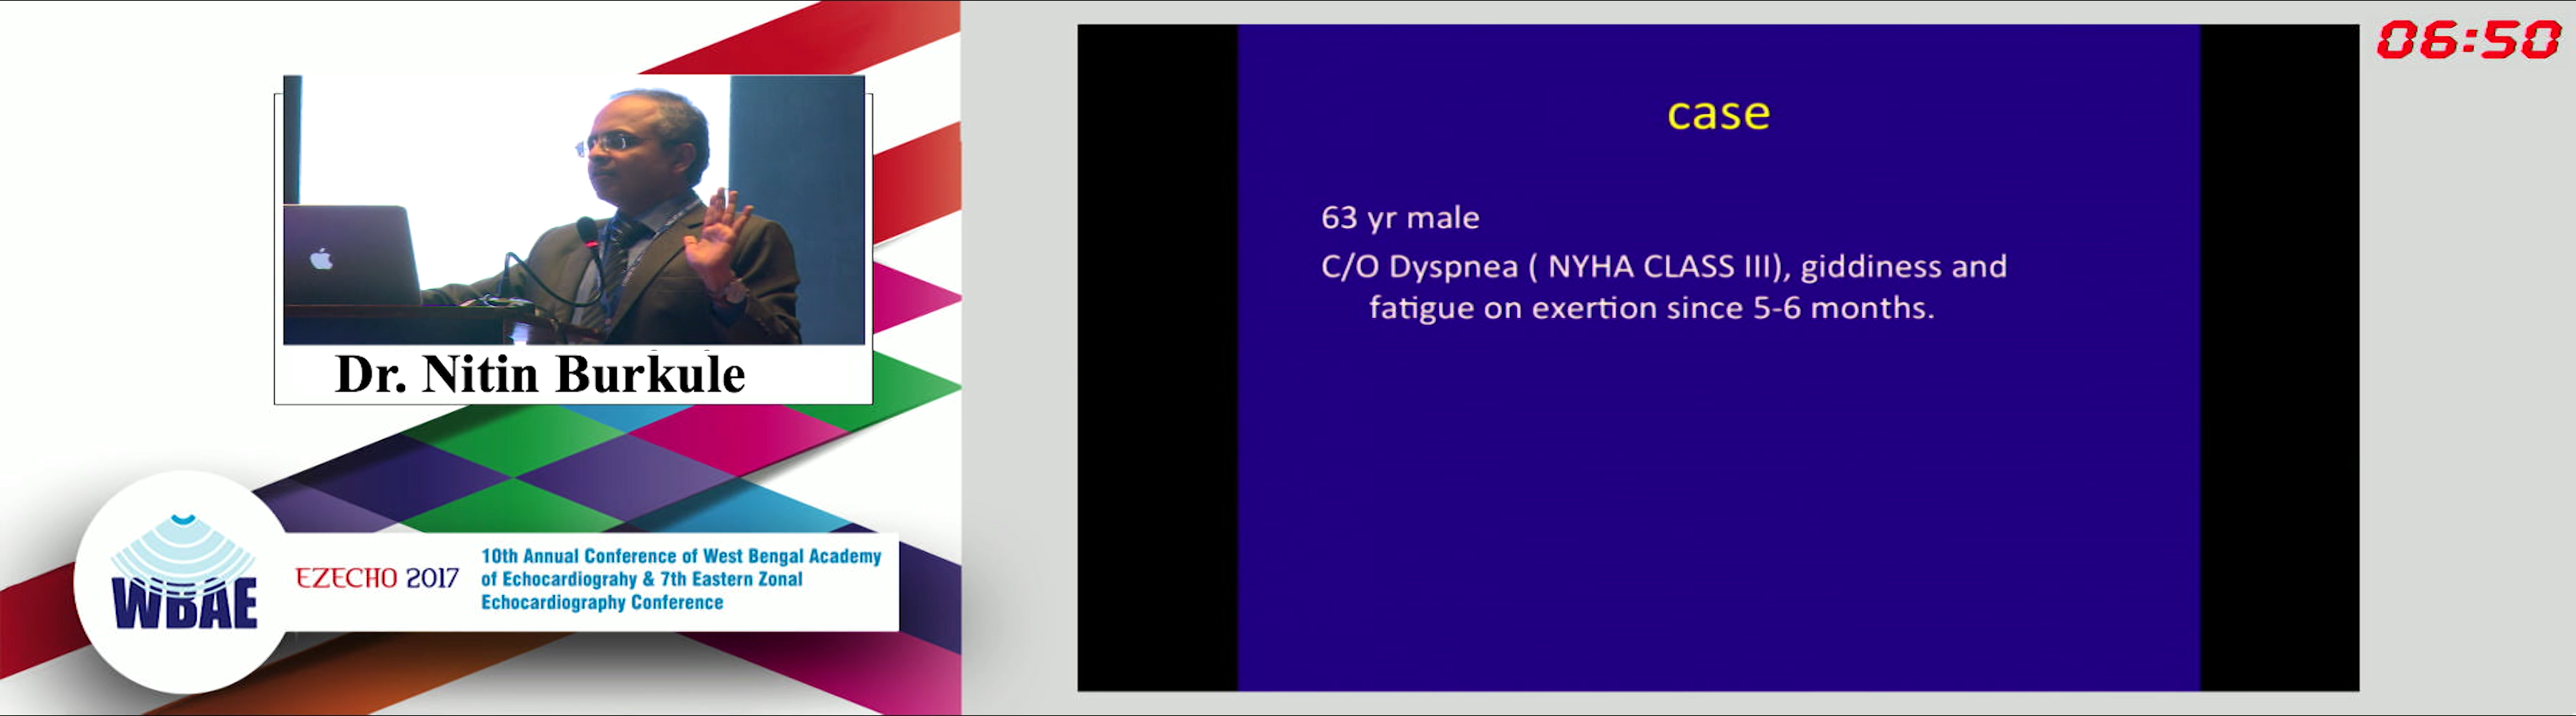 Dr. Nitin Burkule
WBAE
EZECHO 2017
10th Annual Conference of West Bengal Academy
of Echocardiograhy & 7th Eastern Zonal
Echocardiography Conference
case
63 yr male
C/O Dyspnea ( NYHA CLASS III), giddiness and
fatigue on exertion since 5-6 months.
06:50